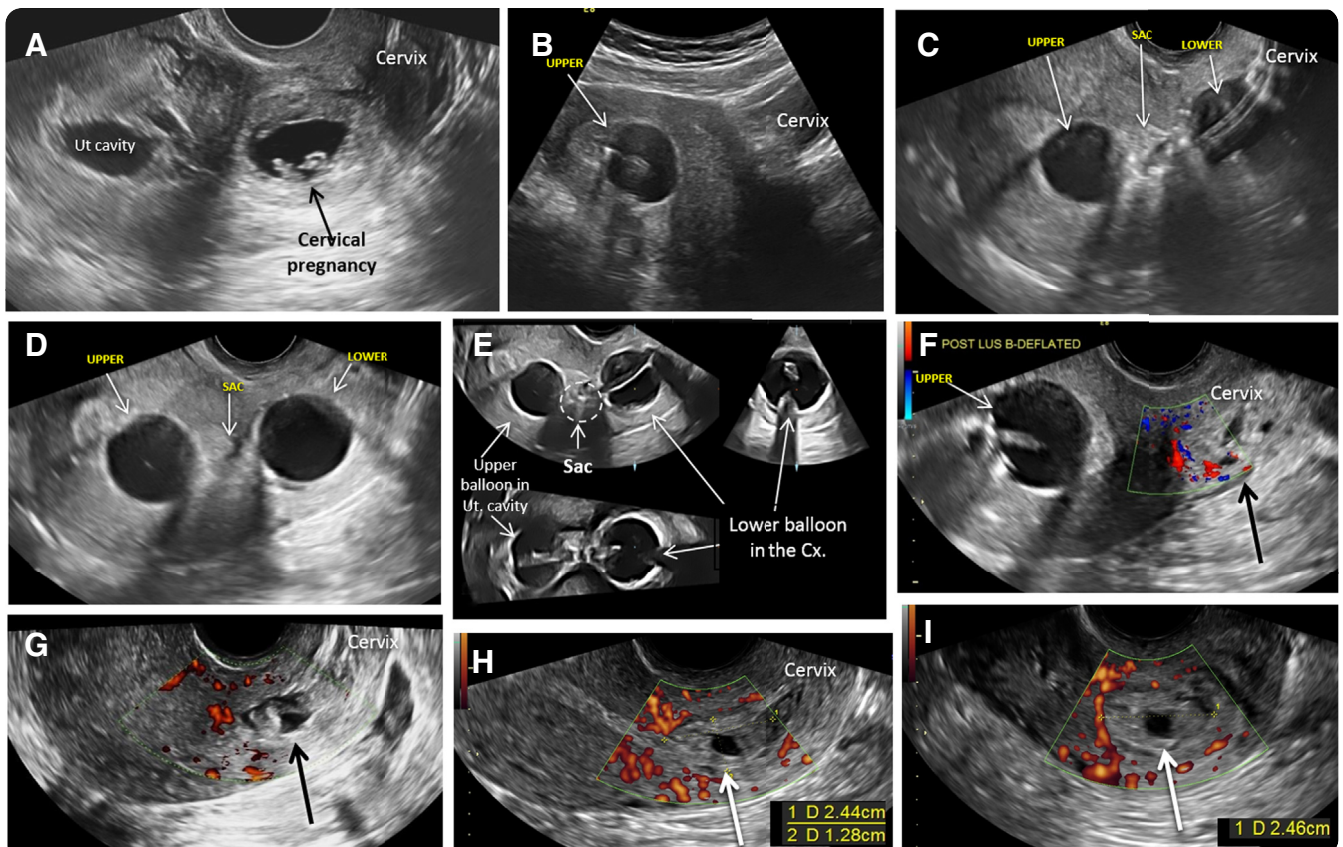 A
Cervix
Ut cavity
Cervical
pregnancy
B
UPPER
Cervix
C
UPPER
SAC
LOWER
Cervix
D
UPPER
SAC
LOWER
E
Upper
balloon in
Ut. cavity
Sac
Lower balloon
in the Cx.
F
POST LUS B-DEFLATED
UPPER
Cervix
G
Cervix
H
Cervix
1
1 D 2.44cm
2 D 1.28cm
I
1
1 D 2.46cm